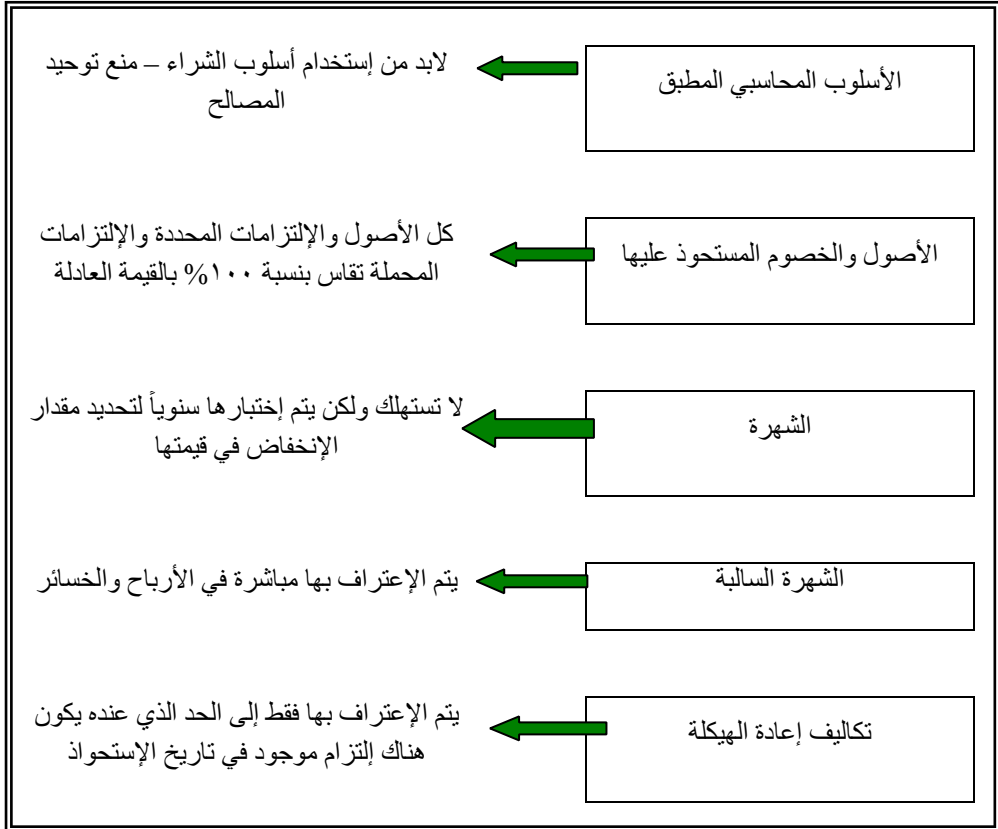 الأسلوب المحاسبي المطبق
لابد من إستخدام أسلوب الشراء – منع توحيد
المصالح
الأصول والخصوم المستحوذ عليها
كل الأصول والإلتزامات المحددة والإلتزامات
المحملة تقاس بنسبة ١٠٠% بالقيمة العادلة
الشهرة
لا تستهلك ولكن يتم إختبارها سنوياً لتحديد مقدار
الإنخفاض في قيمتها
الشهرة السالبة
يتم الإعتراف بها مباشرة في الأرباح والخسائر
تكاليف إعادة الهيكلة
يتم الإعتراف بها فقط إلى الحد الذي عنده يكون
هناك إلتزام موجود في تاريخ الإستحواذ